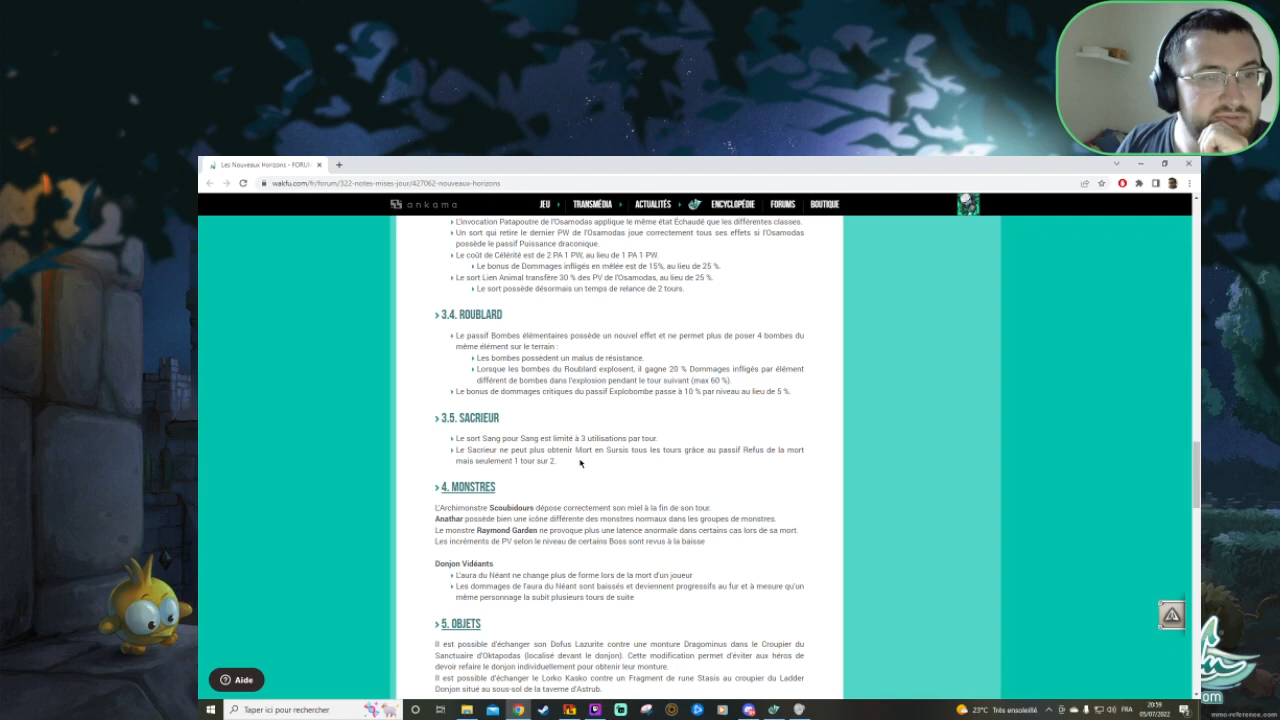 Les Nouveaux Horizons - FORU
wakfu.com/fr/forum/322-notes-mises-jour/427062-nouveaux-horizons
ankama
JEU
TRANSMÉDIA
ACTUALITÉS
ENCYCLOPÉDIE
FORUMS
BOUTIQUE
L'invocation Patapoutre de l'Osamodas applique le même état Échaudé que les différentes classes.
Un sort qui retire le dernier PW de l'Osamodas joue correctement tous ses effets si l'Osamodas
possède le passif Puissance draconique.
Le coût de Célérité est de 2 PA 1 PW, au lieu de 1 PA 1 PW.
Le bonus de Dommages infligés en mêlée est de 15%, au lieu de 25 %.
Le sort Lien Animal transfère 30 % des PV de l'Osamodas, au lieu de 25 %.
Le sort possède désormais un temps de relance de 2 tours.
3.4. ROUBLARD
Le passif Bombes élémentaires possède un nouvel effet et ne permet plus de poser 4 bombes du
même élément sur le terrain :
Les bombes possèdent un malus de résistance.
Lorsque les bombes du Roublard explosent, il gagne 20 % Dommages infligés par élément
différent de bombes dans l'explosion pendant le tour suivant (max 60 %).
Le bonus de dommages critiques du passif Explobombe passe à 10 % par niveau au lieu de 5 %.
3.5. SACRIEUR
Le sort Sang pour Sang est limité à 3 utilisations par tour.
Le Sacrieur ne peut plus obtenir Mort en Sursis tous les tours grâce au passif Refus de la mort
mais seulement 1 tour sur 2.
4. MONSTRES
L'Archimonstre Scoubidours dépose correctement son miel à la fin de son tour.
Anathar possède bien une icône différente des monstres normaux dans les groupes de monstres.
Le monstre Raymond Garden ne provoque plus une latence anormale dans certains cas lors de sa mort.
Les incréments de PV selon le niveau de certains Boss sont revus à la baisse
Donjon Vidéants
L'aura du Néant ne change plus de forme lors de la mort d'un joueur
Les dommages de l'aura du Néant sont baissés et deviennent progressifs au fur et à mesure qu'un
même personnage la subit plusieurs tours de suite
5. OBJETS
Il est possible d'échanger son Dofus Lazurite contre une monture Dragominus dans le Croupier du
Sanctuaire d'Oktapodas (localisé devant le donjon). Cette modification permet d'éviter aux héros de
devoir refaire le donjon individuellement pour obtenir leur monture.
Il est possible d'échanger le Lorko Kasko contre un Fragment de rune Stasis au croupier du Ladder
Donjon situé au sous-sol de la taverne d'Astrub.
Aide
Taper ici pour rechercher
23°C Très ensoleillé
FRA
20:59
05/07/2022
mmo-reference.com